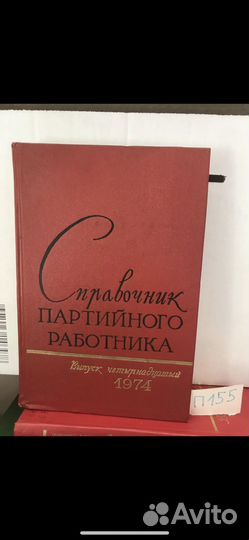 Справочник
ПАРТИЙНОГО
РАБОТНИКА
Выпуск четырнадцатый
1974
П155
Avito